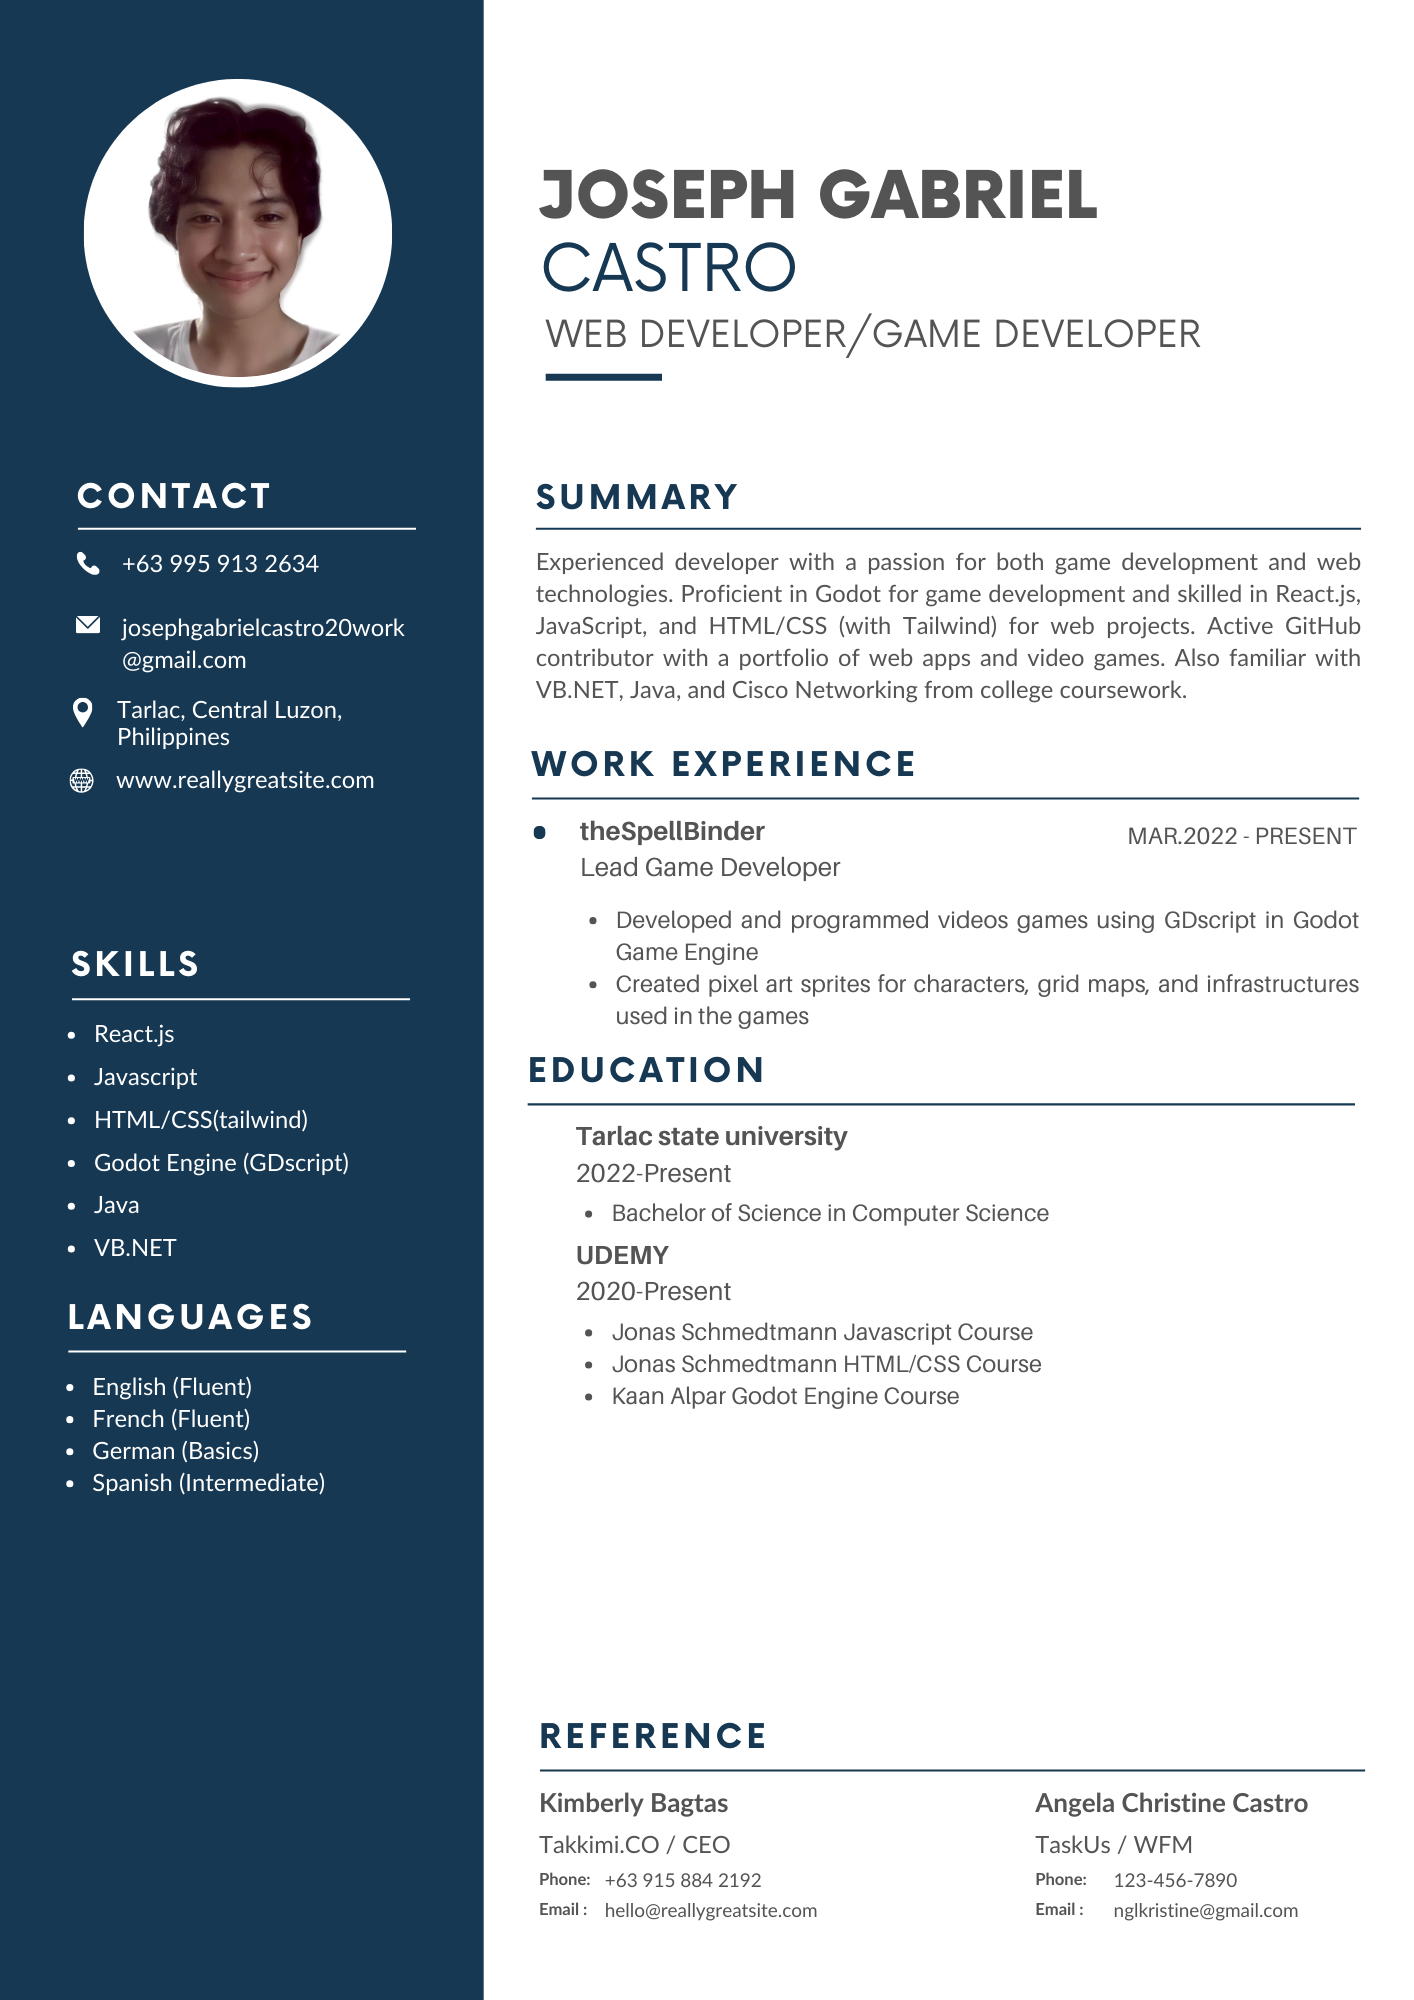 JOSEPH GABRIEL
CASTRO
WEB DEVELOPER/GAME DEVELOPER
CONTACT
+63 995 913 2634
josephgabrielcastro20work
@gmail.com
Tarlac, Central Luzon,
Philippines
www.reallygreatsite.com
SKILLS
React.js
Javascript
HTML/CSS(tailwind)
Godot Engine (GDscript)
Java
VB.NET
LANGUAGES
English (Fluent)
French (Fluent)
German (Basics)
Spanish (Intermediate)
SUMMARY
Experienced developer with a passion for both game development and web
technologies. Proficient in Godot for game development and skilled in React.js,
JavaScript, and HTML/CSS (with Tailwind) for web projects. Active GitHub
contributor with a portfolio of web apps and video games. Also familiar with
VB.NET, Java, and Cisco Networking from college coursework.
WORK EXPERIENCE
theSpellBinder MAR.2022 - PRESENT
Lead Game Developer
Developed and programmed videos games using GDscript in Godot
Game Engine
Created pixel art sprites for characters, grid maps, and infrastructures
used in the games
EDUCATION
Tarlac state university
2022-Present
Bachelor of Science in Computer Science
UDEMY
2020-Present
Jonas Schmedtmann Javascript Course
Jonas Schmedtmann HTML/CSS Course
Kaan Alpar Godot Engine Course
REFERENCE
Kimberly Bagtas
Takkimi.CO / CEO
Phone: +63 915 884 2192
Email : hello@reallygreatsite.com
Angela Christine Castro
TaskUs / WFM
Phone: 123-456-7890
Email : nglkristine@gmail.com